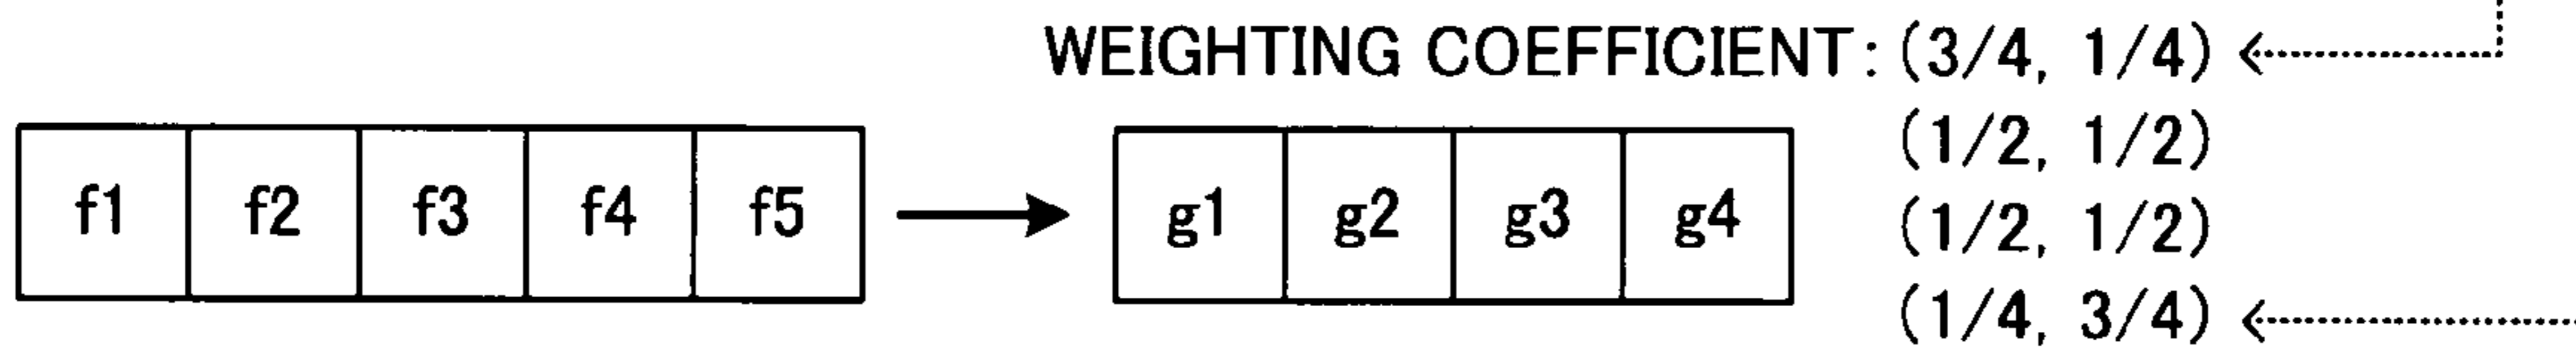 WEIGHTING COEFFICIENT: (3/4, 1/4)
(1/2, 1/2)
f1 f2 f3 f4 f5 g1 g2 g3 g4
(1/2, 1/2)
(1/4, 3/4)